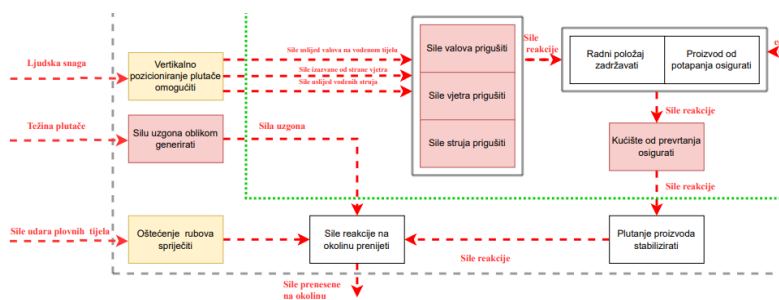 Ljudska snaga
Vertikalno
pozicioniranje plutače
omogućiti
Sile uslijed valova na vodenom tijela
Sile izazvane od strane vjetra
Sile uslijed vodenih struja
Sile valova prigušiti
Sile vjetra prigušiti
Sile struja prigušiti
Sile
reakcije
Radni položaj
zadržavati
Proizvod od
potapanja osigurati
Težina plutače
Silu uzgona oblikom
generirati
Sila uzgona
Sile reakcije
Kućište od prevrtanja
osigurati
Sile reakcije
Sile udara plovnih tijela
Oštećenje rubova
spriječiti
Sile reakcije na
okolinu prenijeti
Sile reakcije
Plutanje proizvoda
stabilizirati
Sile prenesene
na okolinu